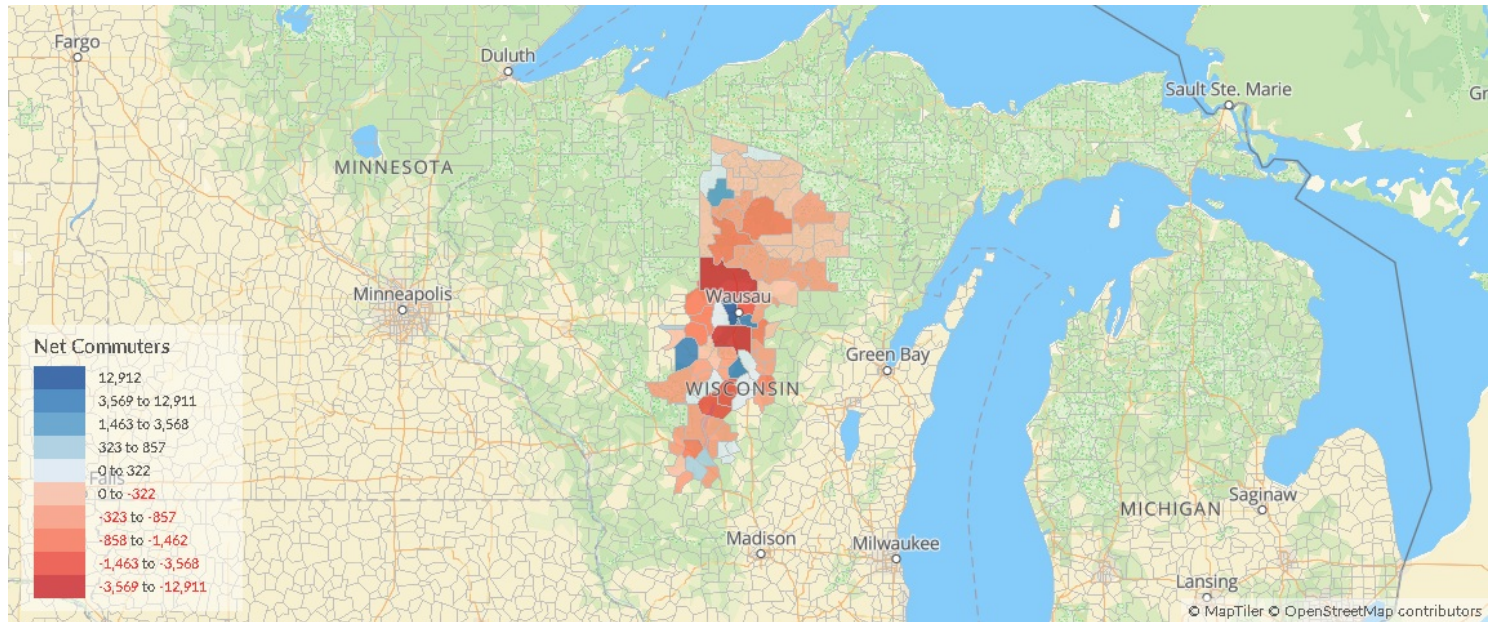 Fargo
Duluth
Sault Ste. Marie
Gr
MINNESOTA
Minneapolis
Wausau
Green Bay
WISCONSIN
Net Commuters
12,912
3,569 to 12,911
1,463 to 3,568
323 to 857
0 to 322
0 to -322
-323 to -857
-858 to -1,462
-1,463 to -3,568
-3,569 to -12,911
Falls
Saginaw
MICHIGAN
Madison
Milwaukee
Lansing
© MapTiler © OpenStreetMap contributors